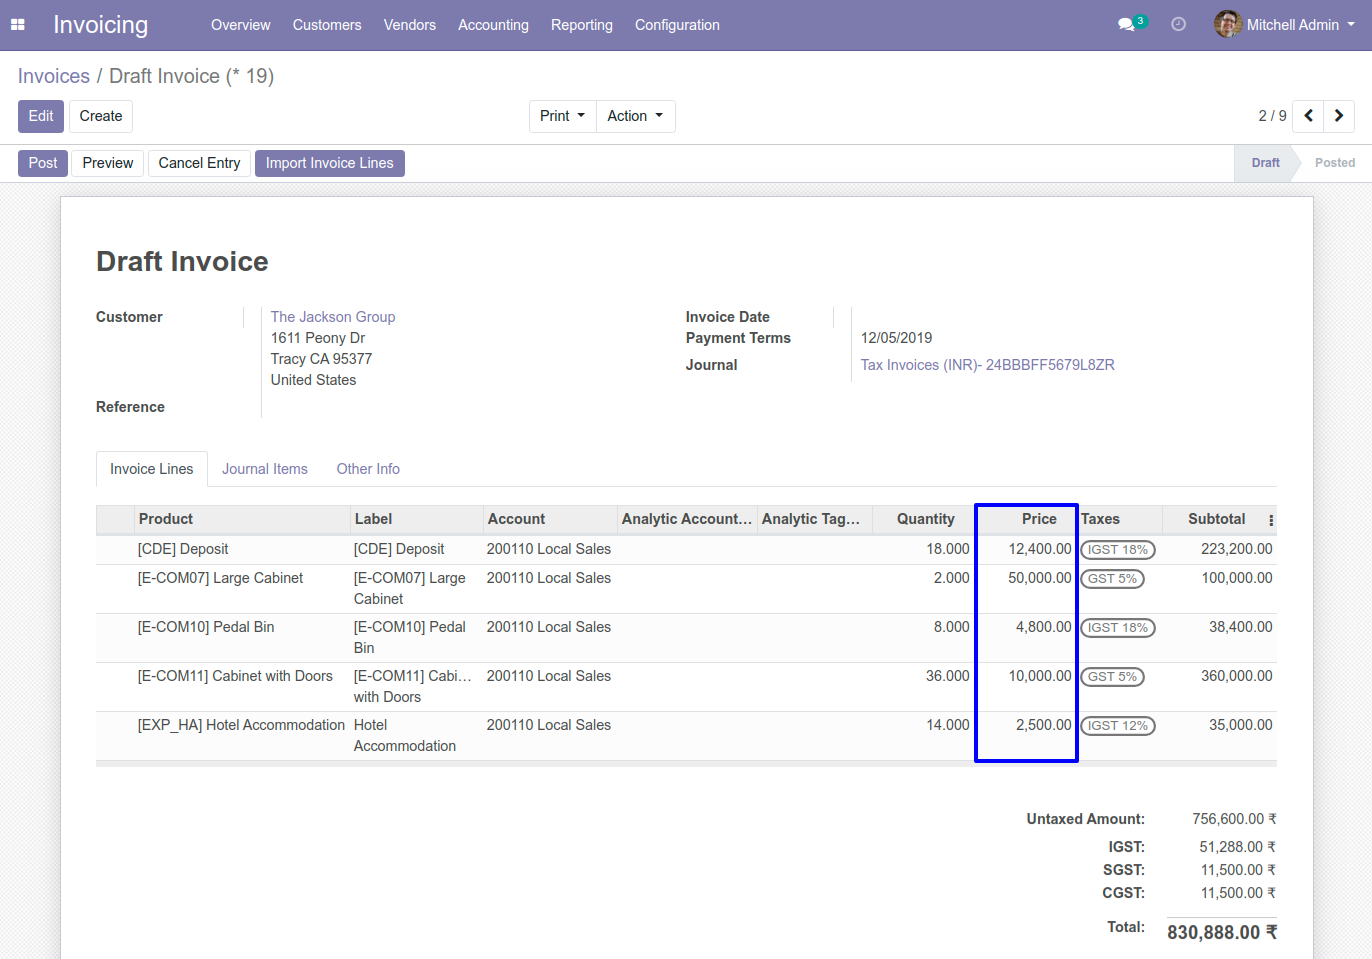 Invoicing Overview Customers Vendors Accounting Reporting Configuration 3 Mitchell Admin
Invoices / Draft Invoice (* 19)
Edit Create Print Action 2 / 9
Post Preview Cancel Entry Import Invoice Lines Draft Posted
Draft Invoice
Customer The Jackson Group
1611 Peony Dr
Tracy CA 95377
United States
Reference
Invoice Date
Payment Terms 12/05/2019
Journal Tax Invoices (INR)- 24BBBFF5679L8ZR
Invoice Lines Journal Items Other Info
Product Label Account Analytic Account... Analytic Tag... Quantity Price Taxes Subtotal
[CDE] Deposit [CDE] Deposit 200110 Local Sales 18.000 12,400.00 IGST 18% 223,200.00
[E-COM07] Large Cabinet [E-COM07] Large 200110 Local Sales 2.000 50,000.00 GST 5% 100,000.00
Cabinet
[E-COM10] Pedal Bin [E-COM10] Pedal 200110 Local Sales 8.000 4,800.00 IGST 18% 38,400.00
Bin
[E-COM11] Cabinet with Doors [E-COM11] Cabi... 200110 Local Sales 36.000 10,000.00 GST 5% 360,000.00
with Doors
[EXP_HA] Hotel Accommodation Hotel 200110 Local Sales 14.000 2,500.00 IGST 12% 35,000.00
Accommodation
Untaxed Amount: 756,600.00 ₹
IGST: 51,288.00 ₹
SGST: 11,500.00 ₹
CGST: 11,500.00 ₹
Total: 830,888.00 ₹